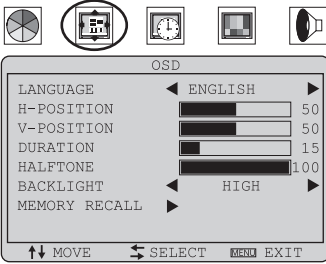 OSD
LANGUAGE ◀ ENGLISH ▶
H-POSITION 50
V-POSITION 50
DURATION 15
HALFTONE 100
BACKLIGHT ◀ HIGH ▶
MEMORY RECALL ▶
MOVE SELECT MENU EXIT